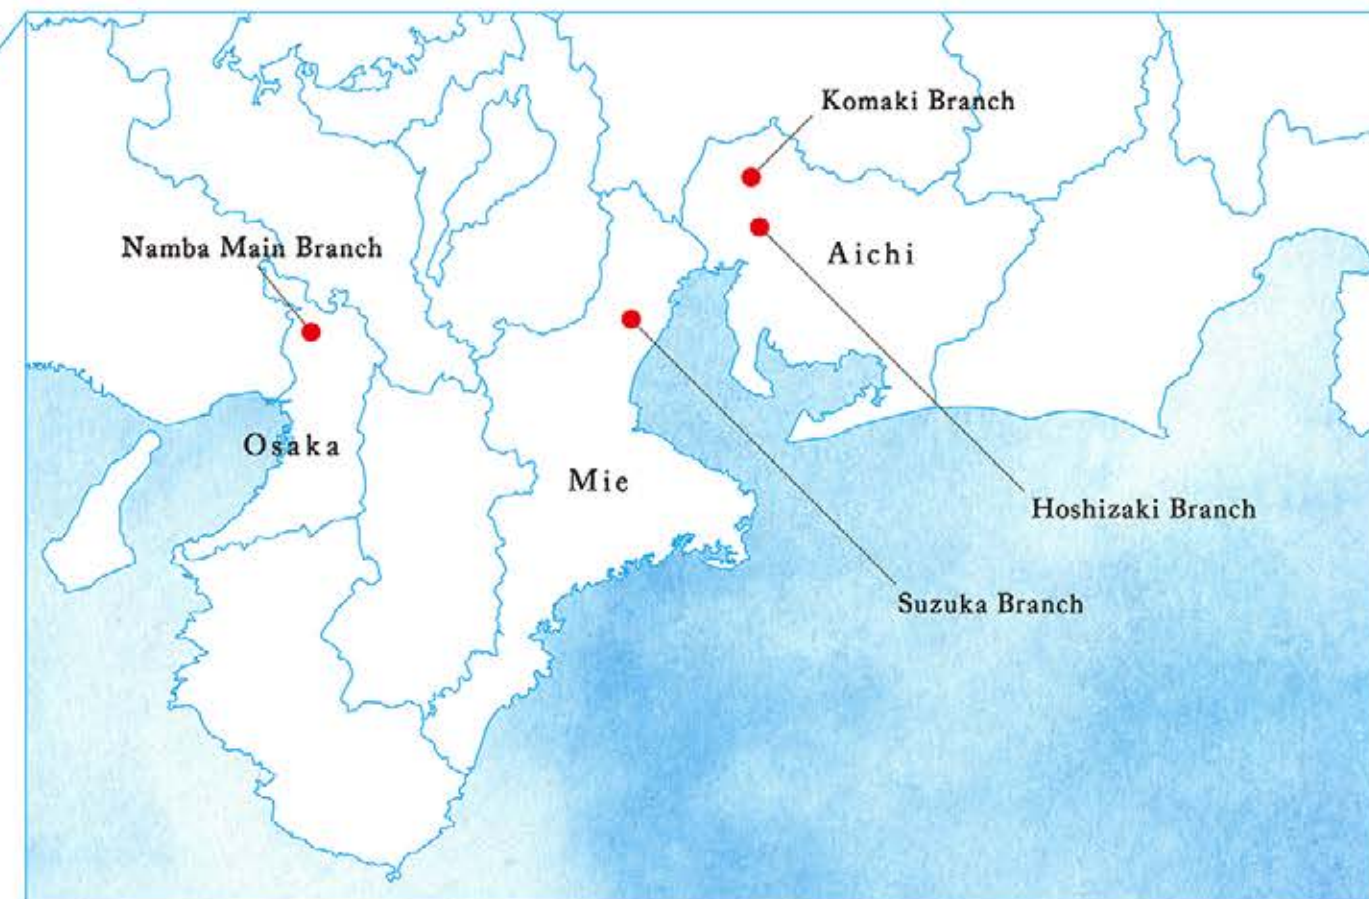 Komaki Branch
Namba Main Branch
Aichi
Osaka
Mie
Hoshizaki Branch
Suzuka Branch